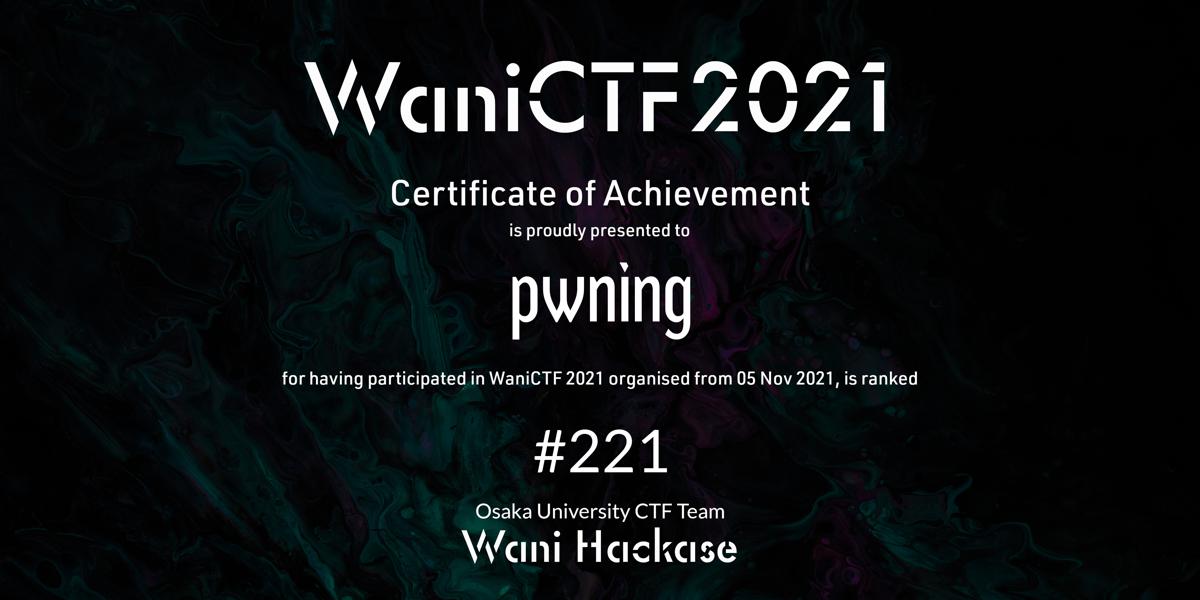 WaniCTF2021
Certificate of Achievement
is proudly presented to
pwning
for having participated in WaniCTF 2021 organised from 05 Nov 2021, is ranked
#221
Osaka University CTF Team
Wani Hackase